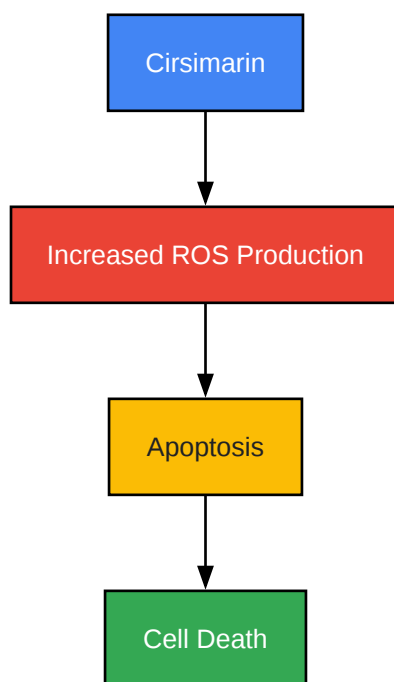 Cirsimarin
Increased ROS Production
Apoptosis
Cell Death